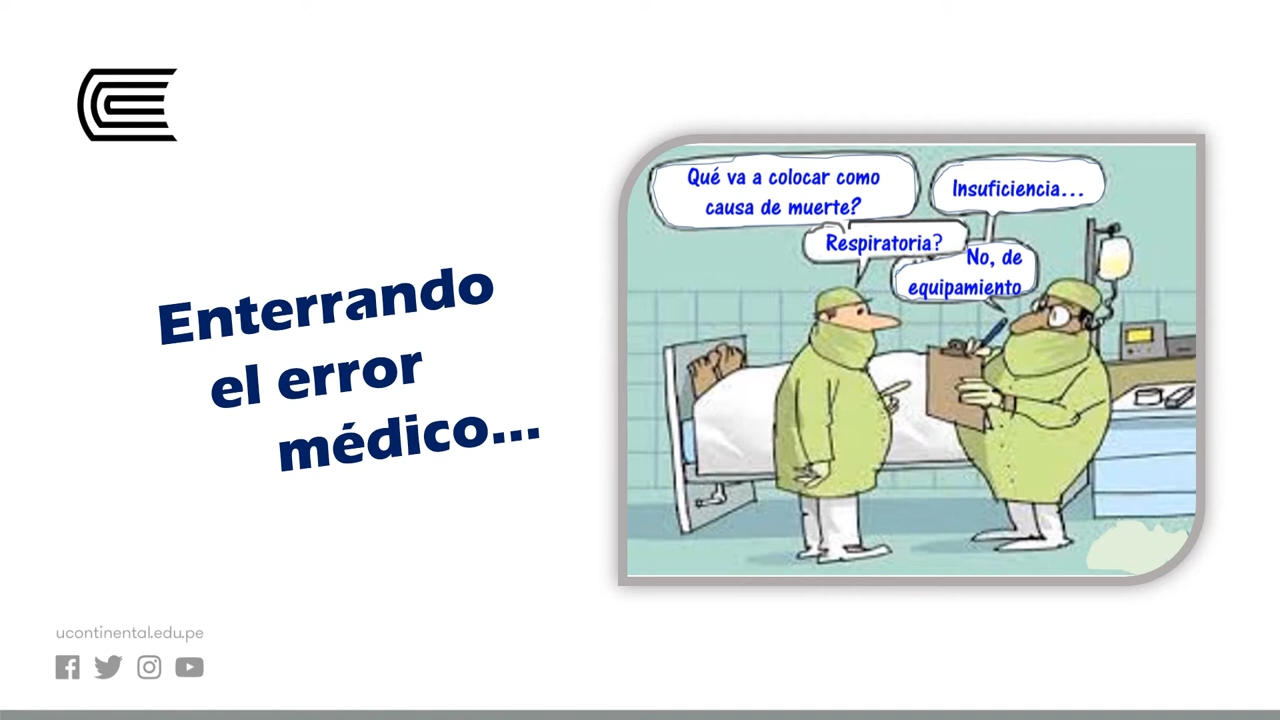 Enterrando
el error
médico...
Qué va a colocar como
causa de muerte?
Insuficiencia...
Respiratoria?
No, de
equipamiento
ucontinental.edu.pe